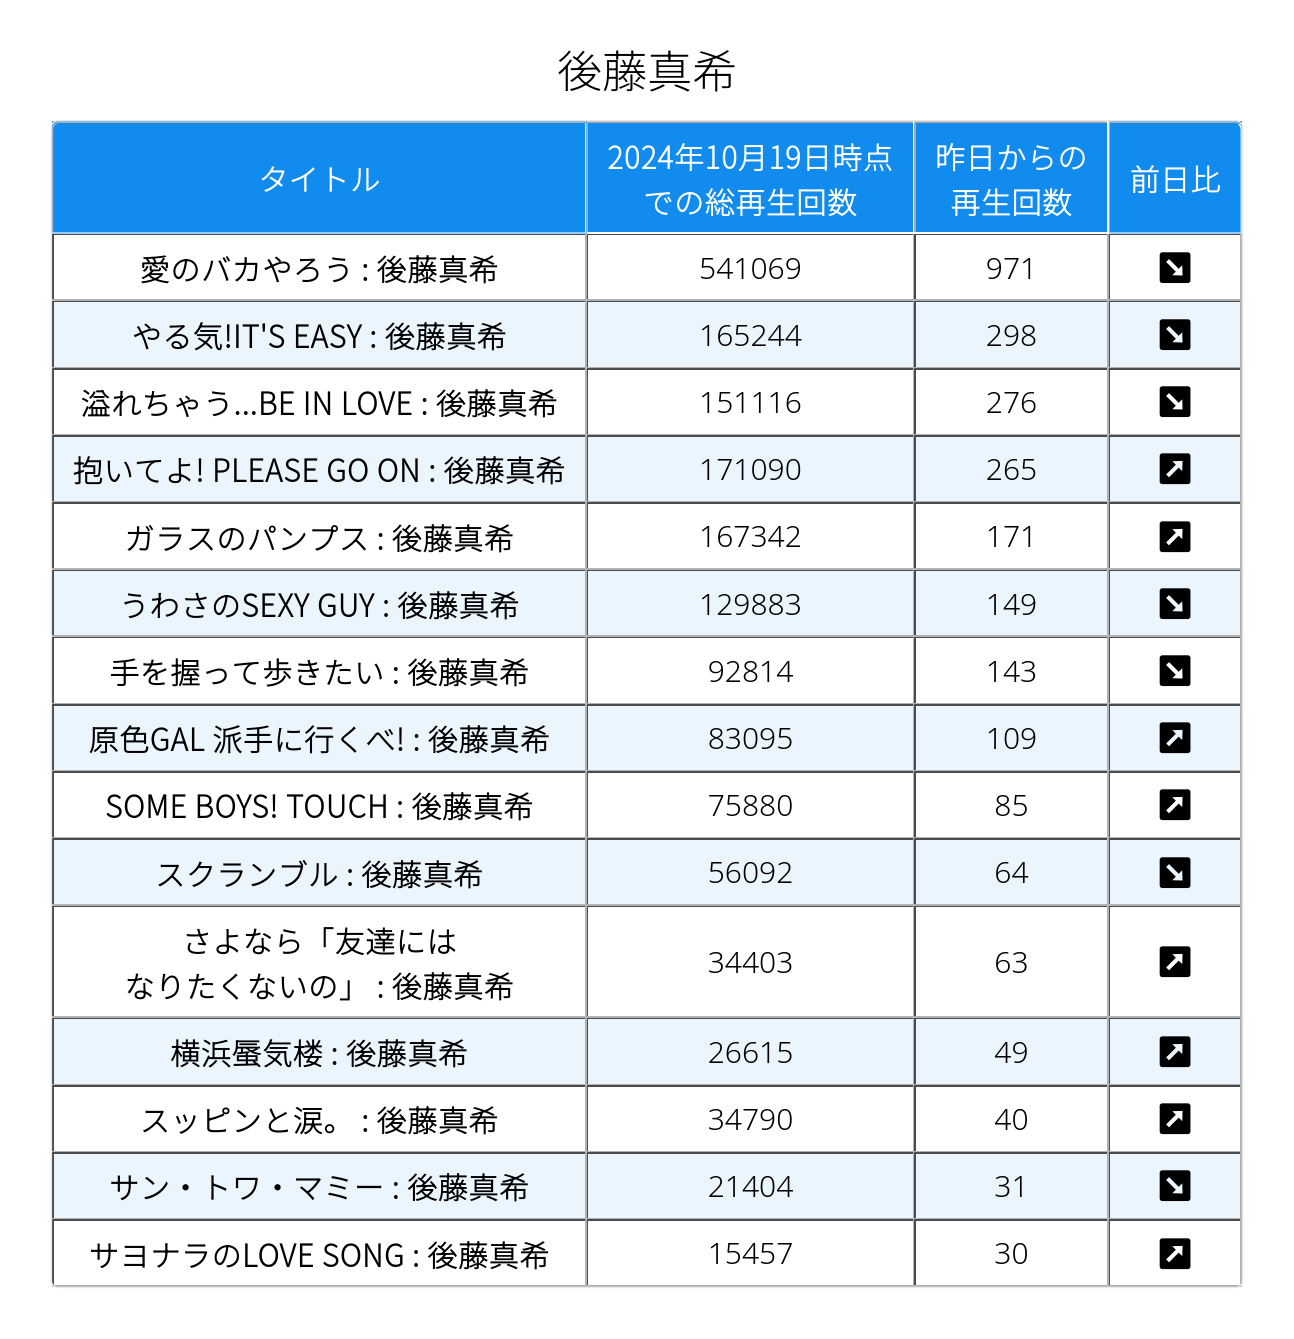 後藤真希
タイトル
2024年10月19日時点
での総再生回数
昨日からの
再生回数
前日比
愛のバカやろう : 後藤真希 541069 971 ↘
やる気!IT'S EASY : 後藤真希 165244 298 ↘
溢れちゃう...BE IN LOVE : 後藤真希 151116 276 ↘
抱いてよ! PLEASE GO ON : 後藤真希 171090 265 ↗
ガラスのパンプス : 後藤真希 167342 171 ↗
うわさのSEXY GUY : 後藤真希 129883 149 ↘
手を握って歩きたい : 後藤真希 92814 143 ↘
原色GAL 派手に行くべ! : 後藤真希 83095 109 ↗
SOME BOYS! TOUCH : 後藤真希 75880 85 ↗
スクランブル : 後藤真希 56092 64 ↘
さよなら「友達には
なりたくないの」 : 後藤真希 34403 63 ↗
横浜蜃気楼 : 後藤真希 26615 49 ↗
スッピンと涙。 : 後藤真希 34790 40 ↗
サン・トワ・マミー : 後藤真希 21404 31 ↘
サヨナラのLOVE SONG : 後藤真希 15457 30 ↗